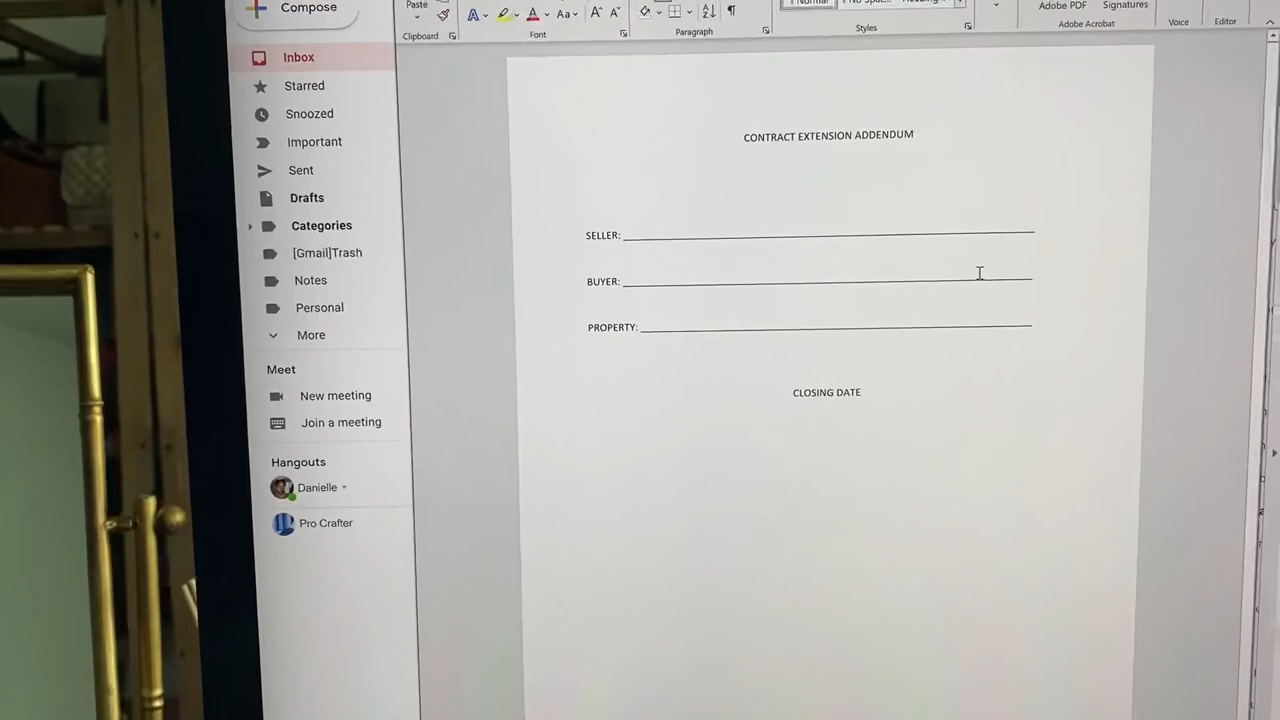 Compose
Inbox
Starred
Snoozed
Important
Sent
Drafts
Categories
[Gmail]Trash
Notes
Personal
More
Meet
New meeting
Join a meeting
Hangouts
Danielle
Pro Crafter
Paste
Clipboard
Aa
Font
Paragraph
Styles
Adobe PDF
Signatures
Adobe Acrobat
Voice
Editor
CONTRACT EXTENSION ADDENDUM
SELLER:
BUYER:
PROPERTY:
CLOSING DATE